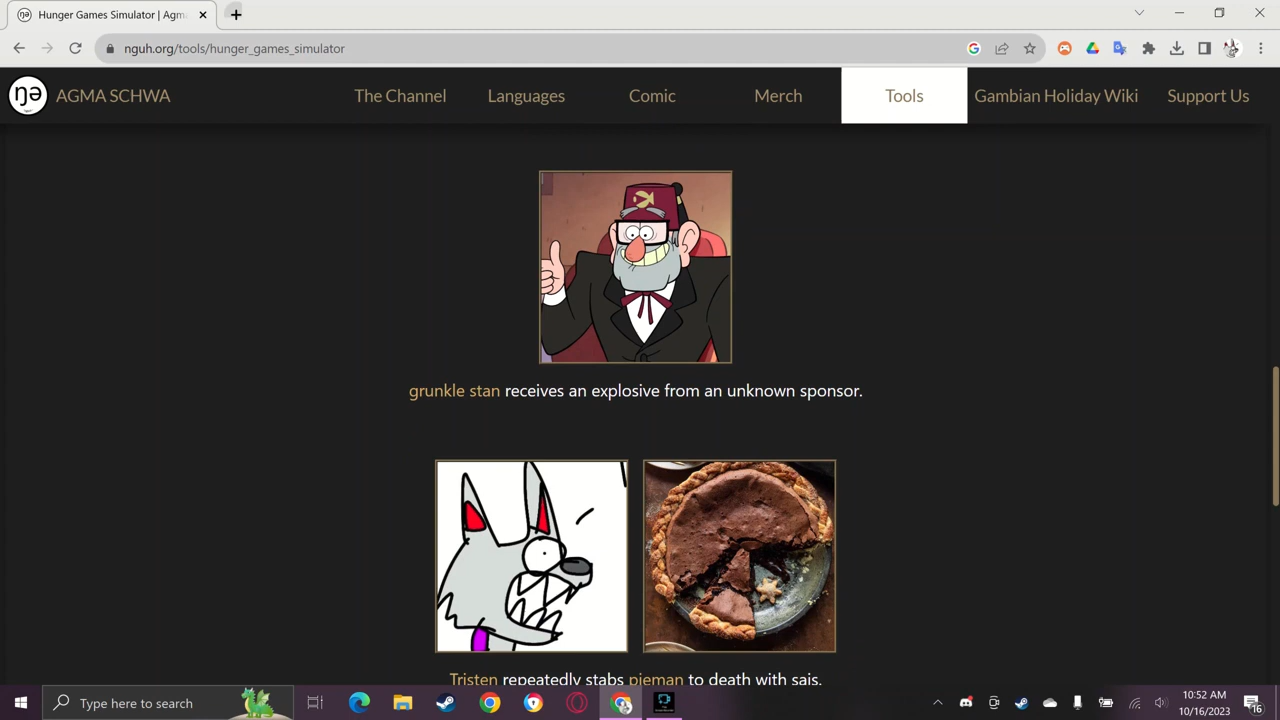 Hunger Games Simulator | Agma
nguh.org/tools/hunger_games_simulator
ŋə AGMA SCHWA The Channel Languages Comic Merch Tools Gambian Holiday Wiki Support Us
grunkle stan receives an explosive from an unknown sponsor.
Tristen repeatedly stabs pieman to death with sais.
Type here to search
10:52 AM
10/16/2023
16